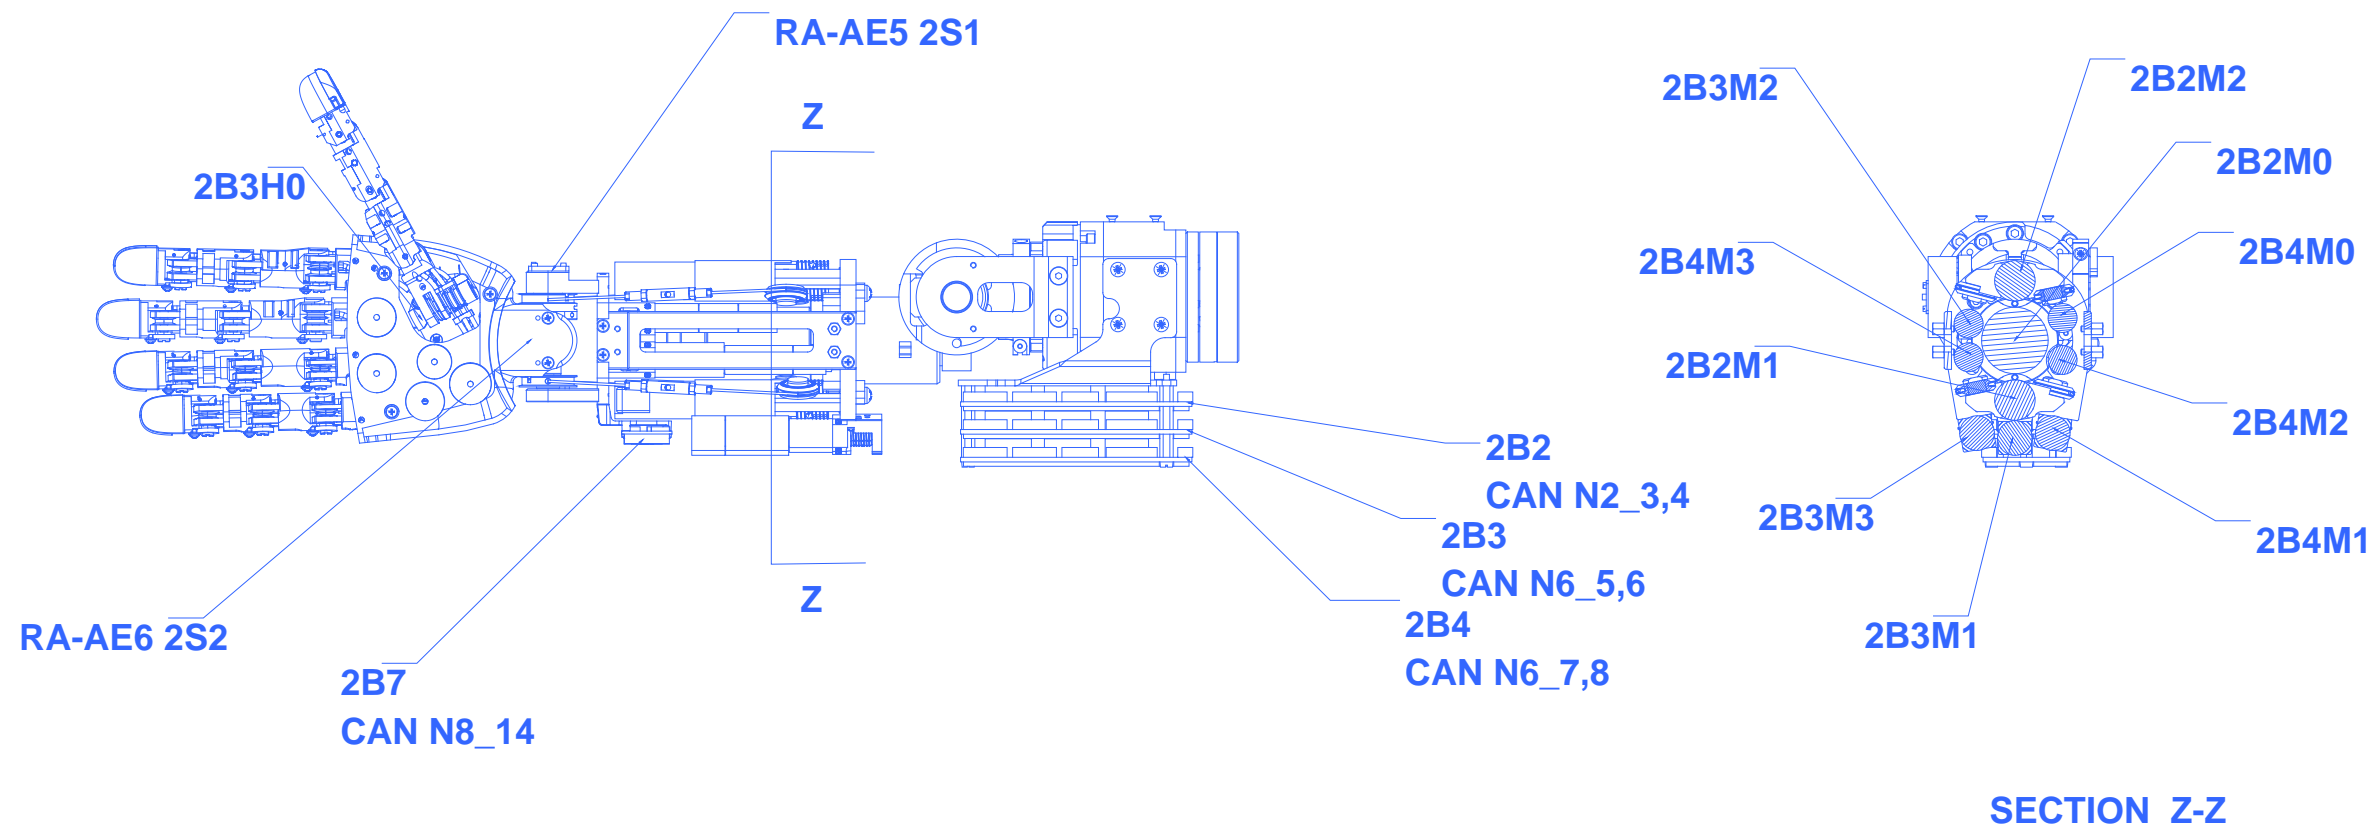 RA-AE5 2S1
Z
2B3H0
2B3M2
2B2M2
2B2M0
2B4M3
2B4M0
2B2M1
2B4M2
2B2
CAN N2_3,4
2B3
CAN N6_5,6
2B4
CAN N6_7,8
2B3M3
2B4M1
2B3M1
Z
RA-AE6 2S2
2B7
CAN N8_14
SECTION Z-Z